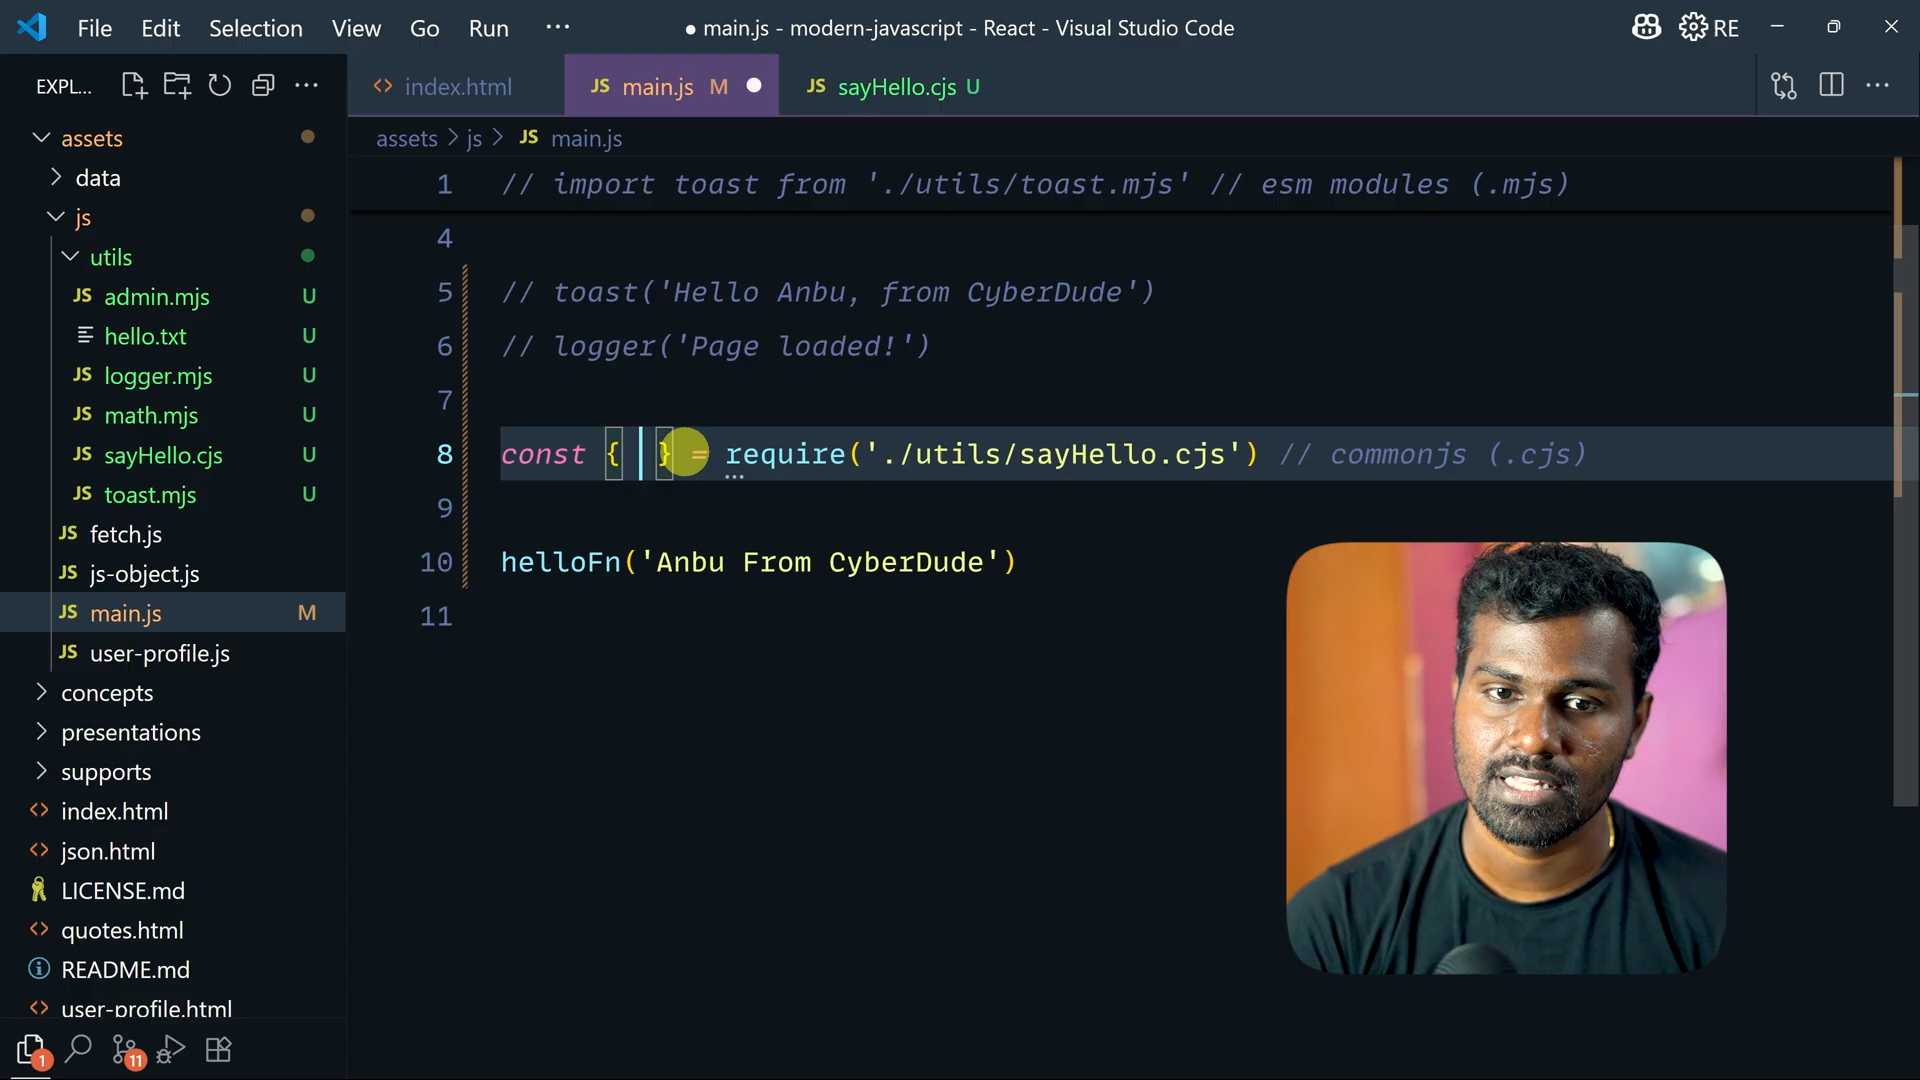 File Edit Selection View Go Run ···
● main.js - modern-javascript - React - Visual Studio Code
RE
EXPL...
index.html
JS main.js M
JS sayHello.cjs U
assets > js > JS main.js
assets
data
js
utils
JS admin.mjs U
hello.txt U
JS logger.mjs U
JS math.mjs U
JS sayHello.cjs U
JS toast.mjs U
JS fetch.js
JS js-object.js
JS main.js M
JS user-profile.js
concepts
presentations
supports
index.html
json.html
LICENSE.md
quotes.html
README.md
user-profile.html
1
11
1 // import toast from './utils/toast.mjs' // esm modules (.mjs)
4
5 // toast('Hello Anbu, from CyberDude')
6 // logger('Page loaded!')
7
8 const { } = require('./utils/sayHello.cjs') // commonjs (.cjs)
9
10 helloFn('Anbu From CyberDude')
11